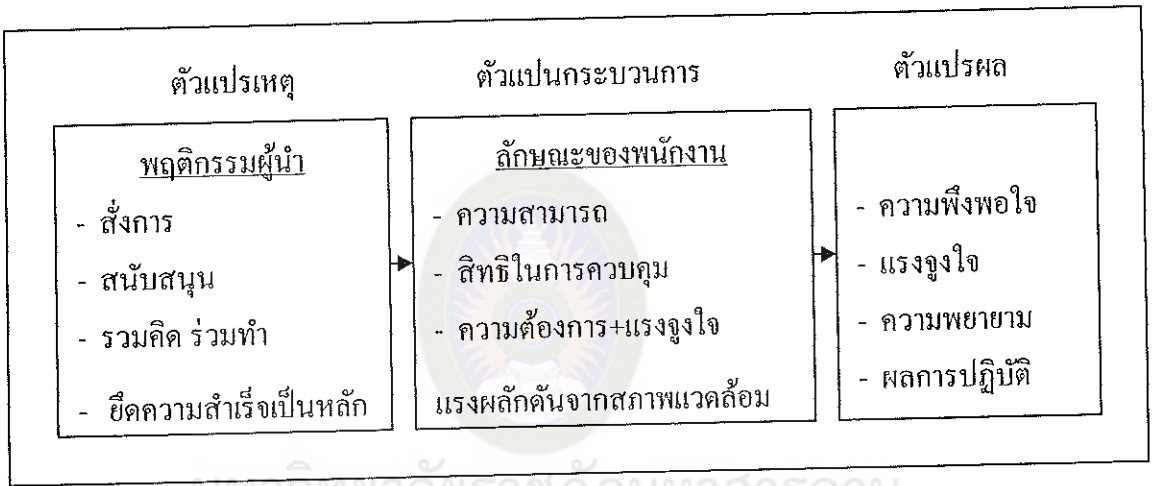 ตัวแปรเหตุ
ตัวแปนกระบวนการ
ตัวแปรผล
พฤติกรรมผู้นำ
- สั่งการ
- สนับสนุน
- รวมคิด ร่วมทำ
- ยึดความสำเร็จเป็นหลัก
ลักษณะของพนักงาน
- ความสามารถ
- สิทธิในการควบคุม
- ความต้องการ+แรงจูงใจ
แรงผลักดันจากสภาพแวดล้อม
- ความพึงพอใจ
- แรงจูงใจ
- ความพยายาม
- ผลการปฏิบัติ